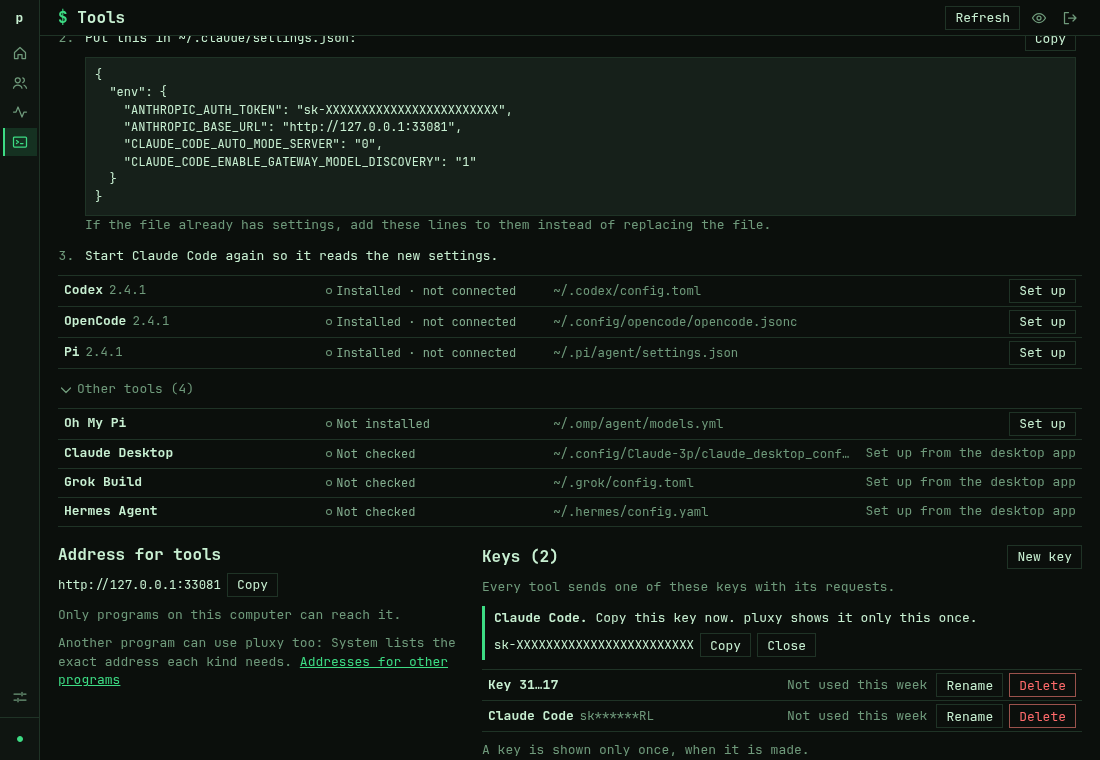 p
$ Tools
Refresh
2. Put this in ~/.claude/settings.json:
Copy
{
"env": {
"ANTHROPIC_AUTH_TOKEN": "sk-XXXXXXXXXXXXXXXXXXXXXXXX",
"ANTHROPIC_BASE_URL": "http://127.0.0.1:33081",
"CLAUDE_CODE_AUTO_MODE_SERVER": "0",
"CLAUDE_CODE_ENABLE_GATEWAY_MODEL_DISCOVERY": "1"
}
}
If the file already has settings, add these lines to them instead of replacing the file.
3. Start Claude Code again so it reads the new settings.
Codex 2.4.1 Installed · not connected ~/.codex/config.toml Set up
OpenCode 2.4.1 Installed · not connected ~/.config/opencode/opencode.jsonc Set up
Pi 2.4.1 Installed · not connected ~/.pi/agent/settings.json Set up
Other tools (4)
Oh My Pi Not installed ~/.omp/agent/models.yml Set up
Claude Desktop Not checked ~/.config/Claude-3p/claude_desktop_conf… Set up from the desktop app
Grok Build Not checked ~/.grok/config.toml Set up from the desktop app
Hermes Agent Not checked ~/.hermes/config.yaml Set up from the desktop app
Address for tools
http://127.0.0.1:33081 Copy
Only programs on this computer can reach it.
Another program can use pluxy too: System lists the
exact address each kind needs. Addresses for other
programs
Keys (2)
New key
Every tool sends one of these keys with its requests.
Claude Code. Copy this key now. pluxy shows it only this once.
sk-XXXXXXXXXXXXXXXXXXXXXXXX Copy Close
Key 31…17 Not used this week Rename Delete
Claude Code sk******RL Not used this week Rename Delete
A key is shown only once, when it is made.